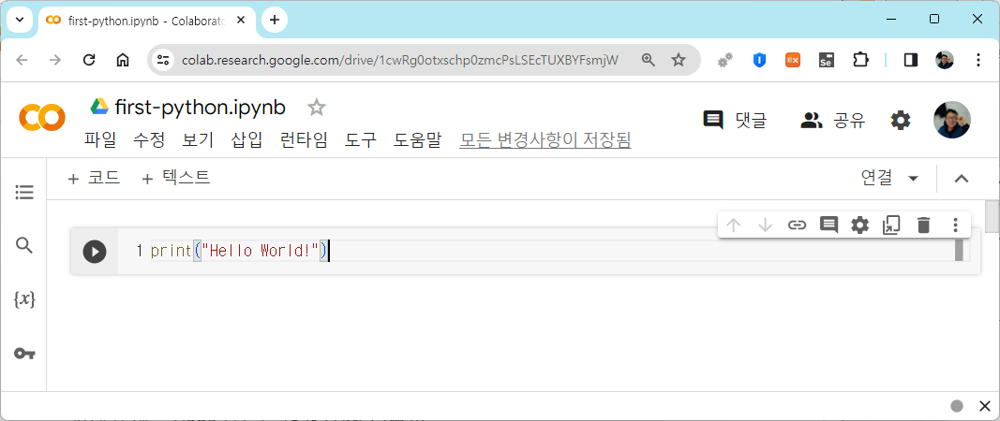 first-python.ipynb - Colaborato
colab.research.google.com/drive/1cwRg0otxschp0zmcPsLSEcTUXBYFsmjW
EX
Se
first-python.ipynb
댓글 공유
파일 수정 보기 삽입 런타임 도구 도움말 모든 변경사항이 저장됨
+ 코드 + 텍스트 연결
1 print("Hello World!")
{x}